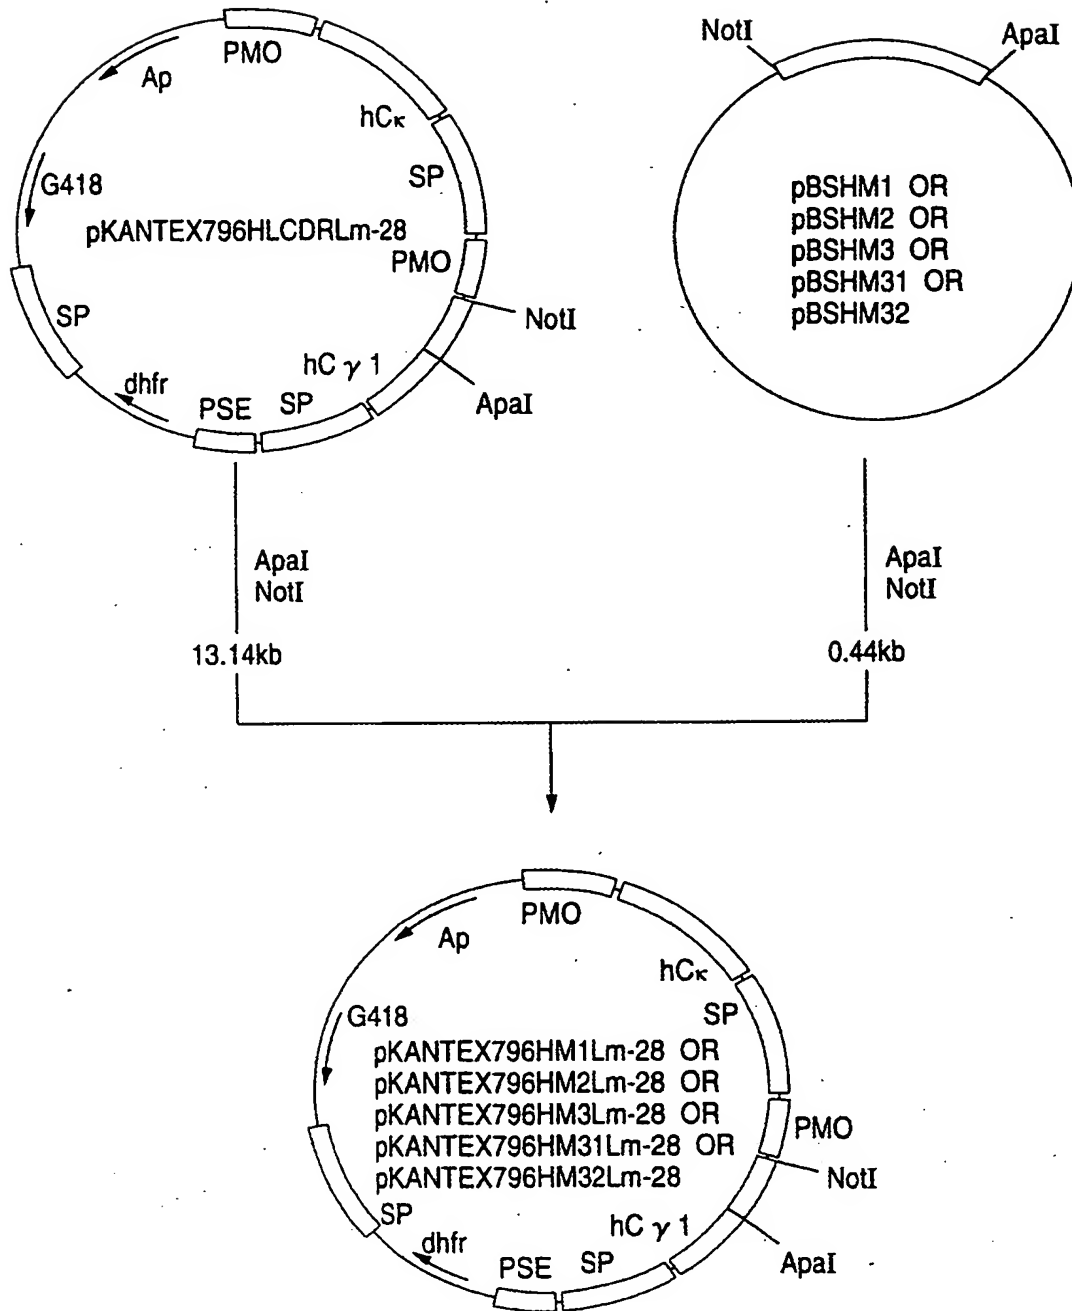 PMO
Ap
hCκ
SP
G418
pKANTEX796HLCDRLm-28
PMO
NotI
SP
hC γ 1
ApaI
dhfr
PSE
SP
NotI
ApaI
pBSHM1 OR
pBSHM2 OR
pBSHM3 OR
pBSHM31 OR
pBSHM32
ApaI
NotI
13.14kb
ApaI
NotI
0.44kb
PMO
Ap
hCκ
SP
G418
pKANTEX796HM1Lm-28 OR
pKANTEX796HM2Lm-28 OR
pKANTEX796HM3Lm-28 OR
pKANTEX796HM31Lm-28 OR
pKANTEX796HM32Lm-28
PMO
NotI
SP
hC γ 1
ApaI
dhfr
PSE
SP